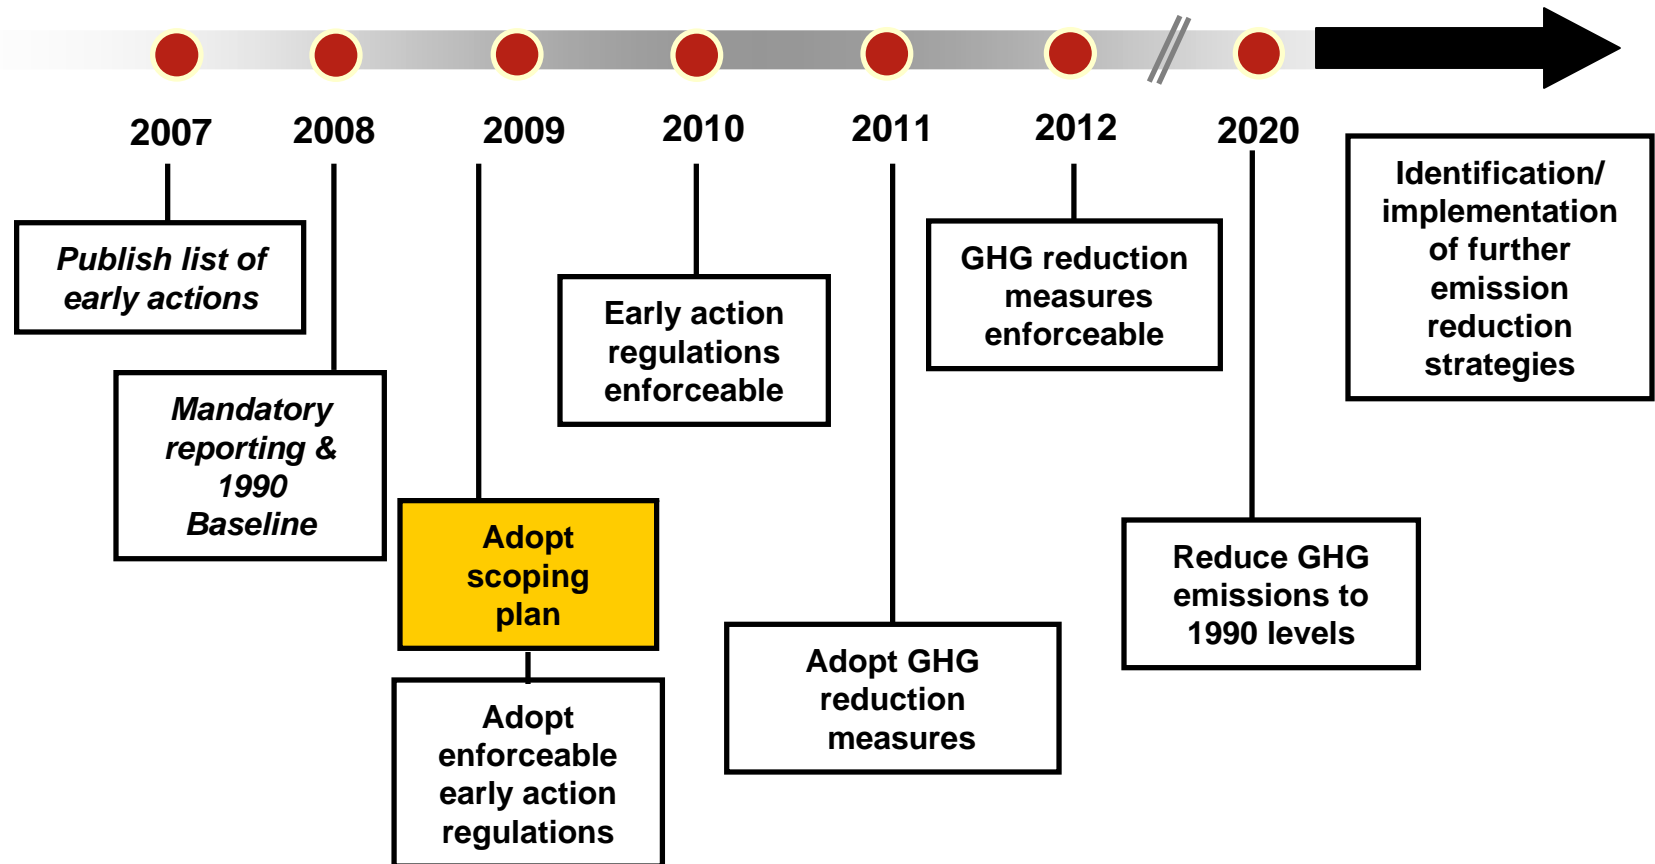 2007
2008
2009
2010
2011
2012
2020
Publish list of
early actions
Mandatory
reporting &
1990
Baseline
Adopt
scoping
plan
Adopt
enforceable
early action
regulations
Early action
regulations
enforceable
Adopt GHG
reduction
measures
GHG reduction
measures
enforceable
Reduce GHG
emissions to
1990 levels
Identification/
implementation
of further
emission
reduction
strategies